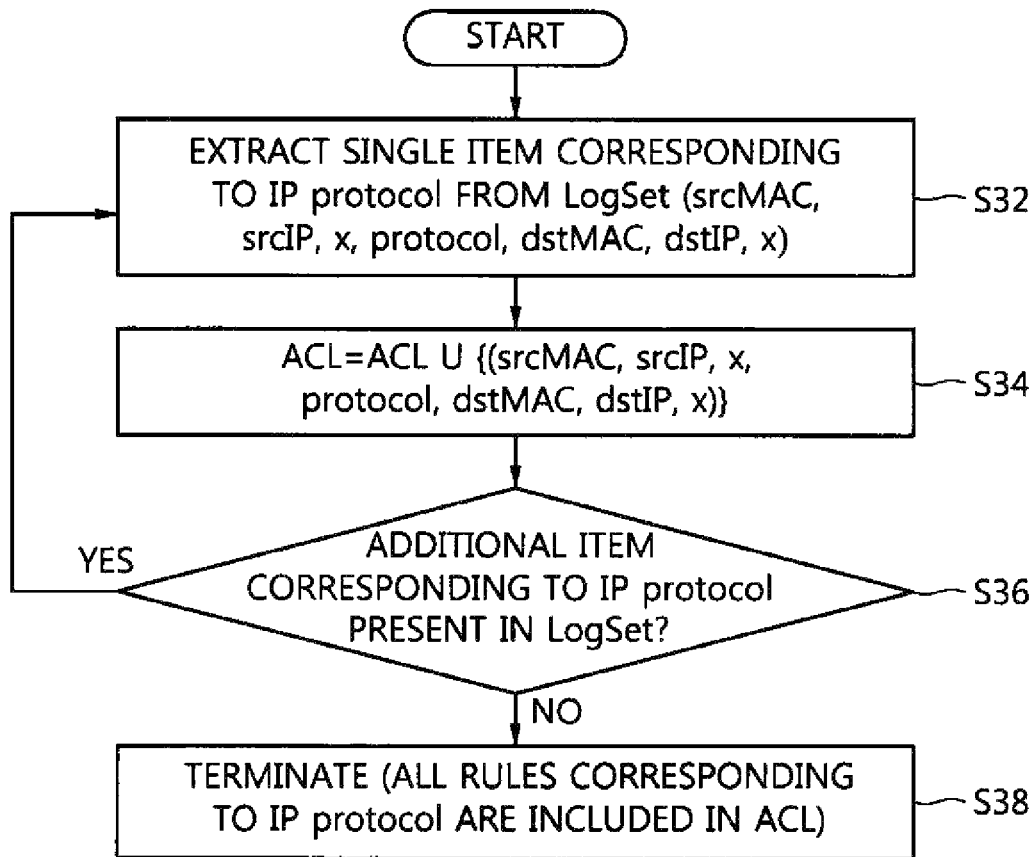 START
EXTRACT SINGLE ITEM CORRESPONDING
TO IP protocol FROM LogSet (srcMAC,
srcIP, x, protocol, dstMAC, dstIP, x)
S32
ACL=ACL U {(srcMAC, srcIP, x,
protocol, dstMAC, dstIP, x)}
S34
YES
ADDITIONAL ITEM
CORRESPONDING TO IP protocol
PRESENT IN LogSet?
S36
NO
TERMINATE (ALL RULES CORRESPONDING
TO IP protocol ARE INCLUDED IN ACL)
S38